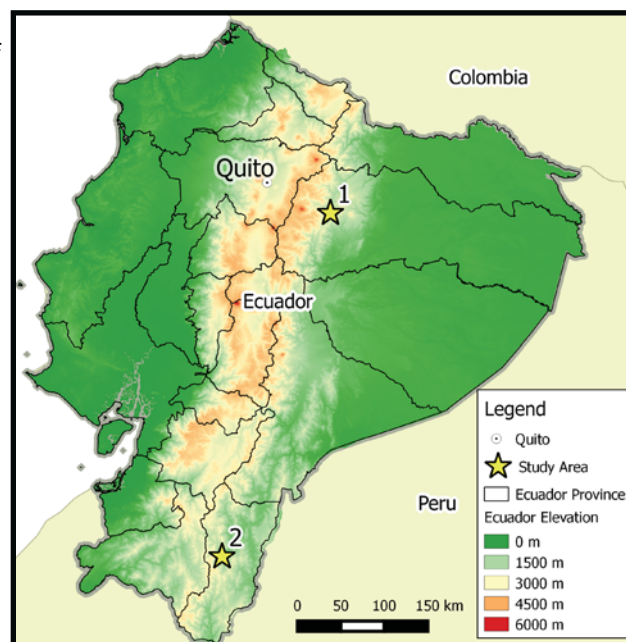 Colombia
Quito
1
Ecuador
Legend
Quito
Study Area
Ecuador Province
Peru
Ecuador Elevation
0 m
1500 m
3000 m
4500 m
6000 m
2
0 50 100 150 km